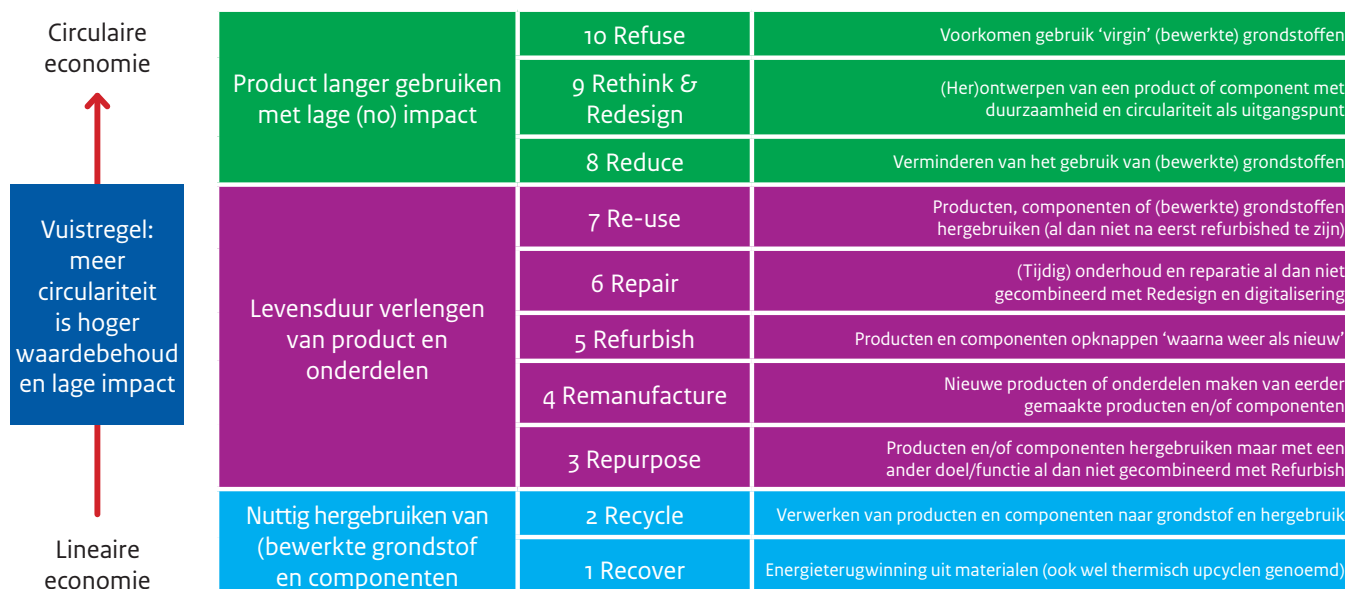 Circulaire
economie
Vuistregel:
meer
circulariteit
is hoger
waardebehoud
en lage impact
Lineaire
economie
Product langer gebruiken
met lage (no) impact
10 Refuse
Voorkomen gebruik ‘virgin’ (bewerkte) grondstoffen
9 Rethink &
Redesign
(Her)ontwerpen van een product of component met
duurzaamheid en circulariteit als uitgangspunt
8 Reduce
Verminderen van het gebruik van (bewerkte) grondstoffen
Levensduur verlengen
van product en
onderdelen
7 Re-use
Producten, componenten of (bewerkte) grondstoffen
hergebruiken (al dan niet na eerst refurbished te zijn)
6 Repair
(Tijdig) onderhoud en reparatie al dan niet
gecombineerd met Redesign en digitalisering
5 Refurbish
Producten en componenten opknappen ‘waarna weer als nieuw’
4 Remanufacture
Nieuwe producten of onderdelen maken van eerder
gemaakte producten en/of componenten
3 Repurpose
Producten en/of componenten hergebruiken maar met een
ander doel/functie al dan niet gecombineerd met Refurbish
Nuttig hergebruiken van
(bewerkte grondstof
en componenten
2 Recycle
Verwerken van producten en componenten naar grondstof en hergebruik
1 Recover
Energieterugwinning uit materialen (ook wel thermisch upcyclen genoemd)